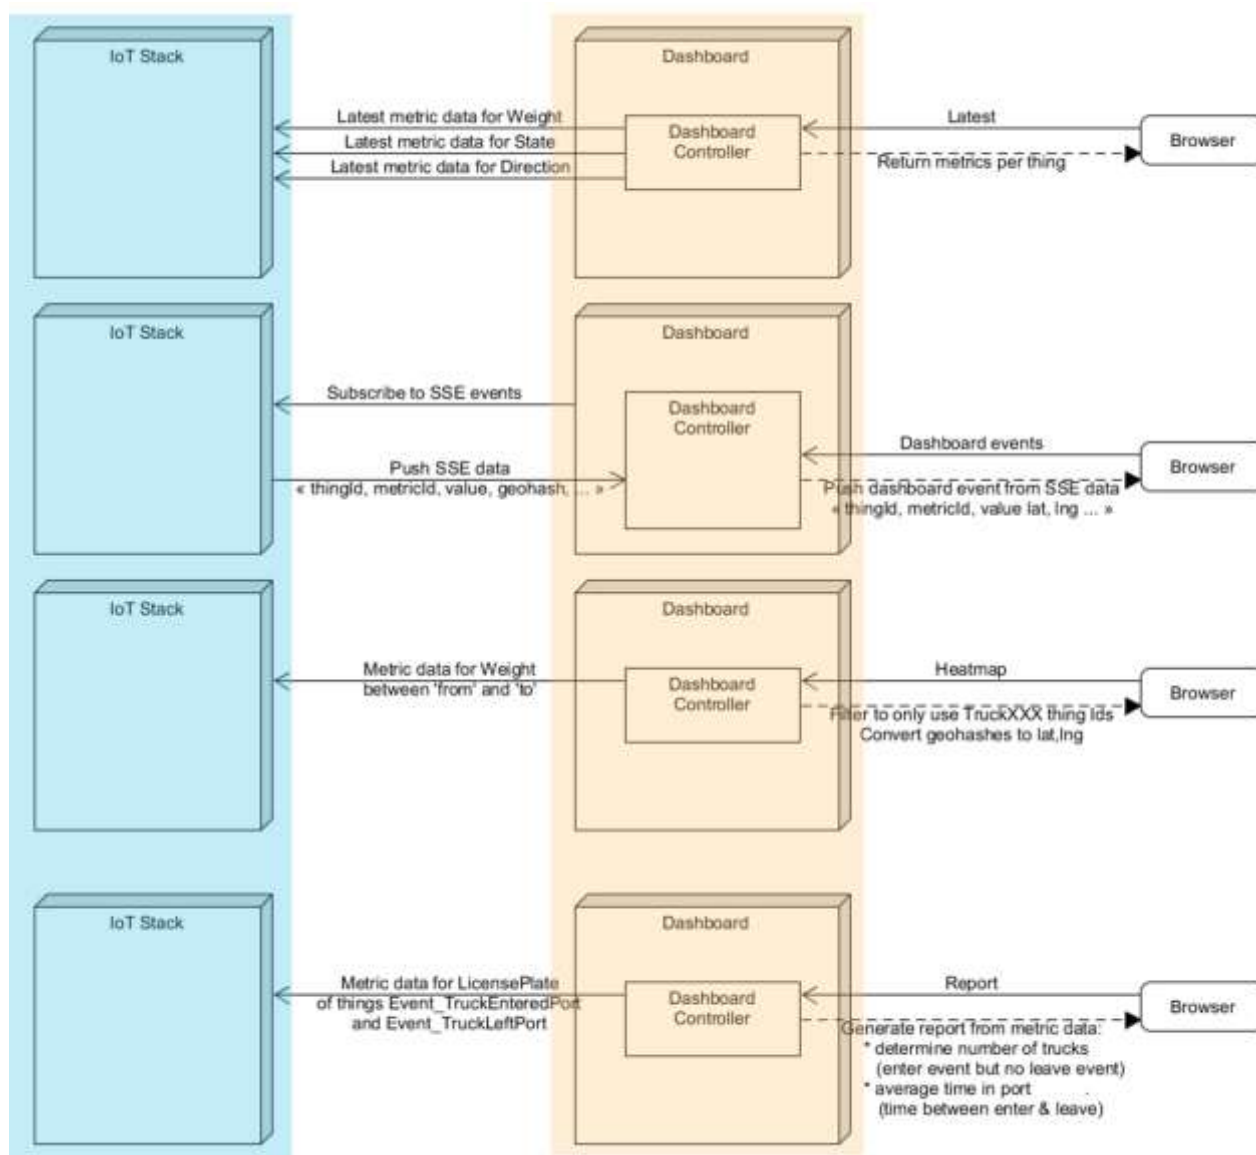 IoT Stack
Dashboard
Latest metric data for Weight
Latest metric data for State
Latest metric data for Direction
Dashboard
Controller
Latest
Return metrics per thing
Browser
IoT Stack
Dashboard
Subscribe to SSE events
Push SSE data
« thingId, metricId, value, geohash, ... »
Dashboard
Controller
Dashboard events
Push dashboard event from SSE data
« thingId, metricId, value lat, lng ... »
Browser
IoT Stack
Dashboard
Metric data for Weight
between 'from' and 'to'
Dashboard
Controller
Heatmap
Filter to only use TruckXXX thing Ids
Convert geohashes to lat,lng
Browser
IoT Stack
Dashboard
Metric data for LicensePlate
of things Event_TruckEnteredPort
and Event_TruckLeftPort
Dashboard
Controller
Report
Generate report from metric data:
* determine number of trucks
(enter event but no leave event)
* average time in port .
(time between enter & leave)
Browser